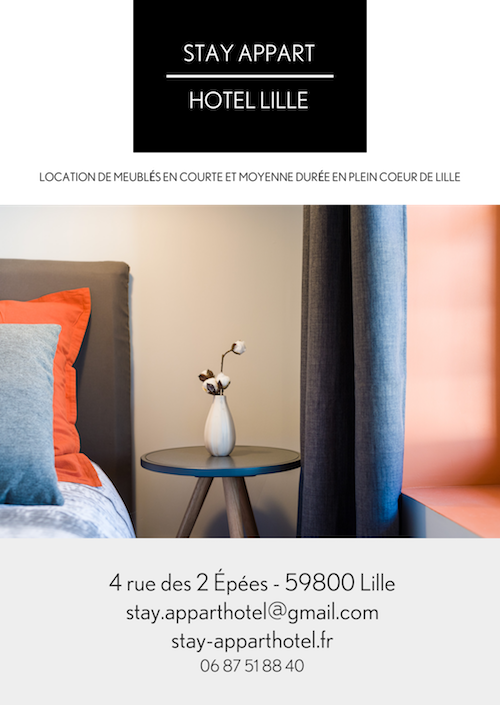 STAY APPART
HOTEL LILLE
LOCATION DE MEUBLÉS EN COURTE ET MOYENNE DURÉE EN PLEIN COEUR DE LILLE
4 rue des 2 Épées - 59800 Lille
stay.apparthotel@gmail.com
stay-apparthotel.fr
06 87 51 88 40